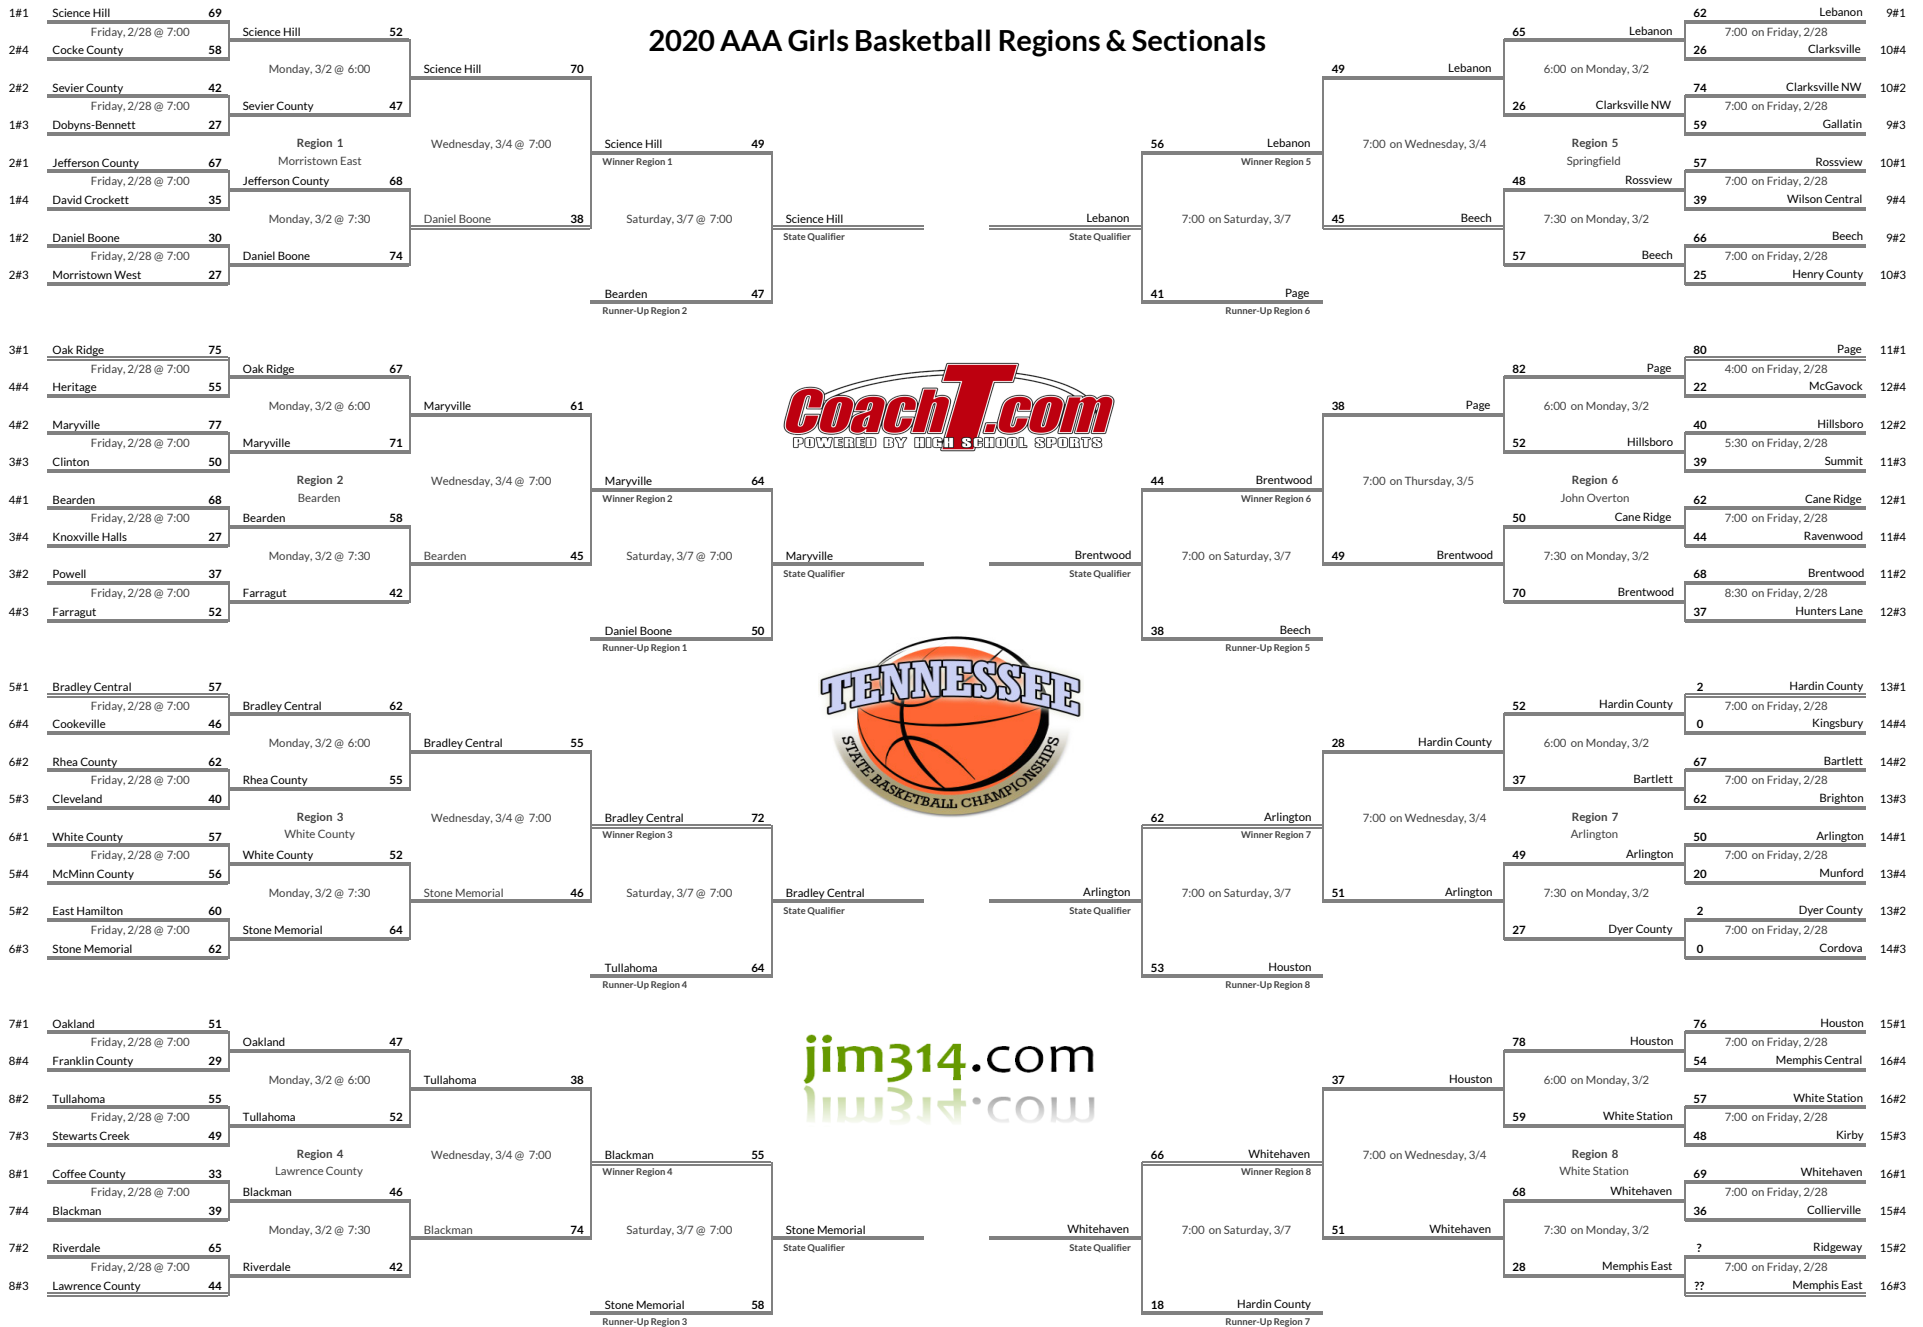 2020 AAA Girls Basketball Regions & Sectionals
1#1 Science Hill 69
Friday, 2/28 @ 7:00
2#4 Cocke County 58
Science Hill 52
Monday, 3/2 @ 6:00
2#2 Sevier County 42
Friday, 2/28 @ 7:00
1#3 Dobyns-Bennett 27
Sevier County 47
Region 1
Morristown East
2#1 Jefferson County 67
Friday, 2/28 @ 7:00
1#4 David Crockett 35
Jefferson County 68
Monday, 3/2 @ 7:30
1#2 Daniel Boone 30
Friday, 2/28 @ 7:00
2#3 Morristown West 27
Daniel Boone 74
Science Hill 70
Wednesday, 3/4 @ 7:00
Daniel Boone 38
Science Hill 49
Winner Region 1
Saturday, 3/7 @ 7:00
Bearden 47
Runner-Up Region 2
Science Hill
State Qualifier
3#1 Oak Ridge 75
Friday, 2/28 @ 7:00
4#4 Heritage 55
Oak Ridge 67
Monday, 3/2 @ 6:00
4#2 Maryville 77
Friday, 2/28 @ 7:00
3#3 Clinton 50
Maryville 71
Region 2
Bearden
4#1 Bearden 68
Friday, 2/28 @ 7:00
3#4 Knoxville Halls 27
Bearden 58
Monday, 3/2 @ 7:30
3#2 Powell 37
Friday, 2/28 @ 7:00
4#3 Farragut 52
Farragut 42
Maryville 61
Wednesday, 3/4 @ 7:00
Bearden 45
Maryville 64
Winner Region 2
Saturday, 3/7 @ 7:00
Daniel Boone 50
Runner-Up Region 1
Maryville
State Qualifier
5#1 Bradley Central 57
Friday, 2/28 @ 7:00
6#4 Cookeville 46
Bradley Central 62
Monday, 3/2 @ 6:00
6#2 Rhea County 62
Friday, 2/28 @ 7:00
5#3 Cleveland 40
Rhea County 55
Region 3
White County
6#1 White County 57
Friday, 2/28 @ 7:00
5#4 McMinn County 56
White County 52
Monday, 3/2 @ 7:30
5#2 East Hamilton 60
Friday, 2/28 @ 7:00
6#3 Stone Memorial 62
Stone Memorial 64
Bradley Central 55
Wednesday, 3/4 @ 7:00
Stone Memorial 46
Bradley Central 72
Winner Region 3
Saturday, 3/7 @ 7:00
Tullahoma 64
Runner-Up Region 4
Bradley Central
State Qualifier
7#1 Oakland 51
Friday, 2/28 @ 7:00
8#4 Franklin County 29
Oakland 47
Monday, 3/2 @ 6:00
8#2 Tullahoma 55
Friday, 2/28 @ 7:00
7#3 Stewarts Creek 49
Tullahoma 52
Region 4
Lawrence County
8#1 Coffee County 33
Friday, 2/28 @ 7:00
7#4 Blackman 39
Blackman 46
Monday, 3/2 @ 7:30
7#2 Riverdale 65
Friday, 2/28 @ 7:00
8#3 Lawrence County 44
Riverdale 42
Tullahoma 38
Wednesday, 3/4 @ 7:00
Blackman 74
Blackman 55
Winner Region 4
Saturday, 3/7 @ 7:00
Stone Memorial 58
Runner-Up Region 3
Stone Memorial
State Qualifier
CoachT.com
POWERED BY HIGH SCHOOL SPORTS
TENNESSEE
STATE BASKETBALL CHAMPIONSHIPS
jim314.com
62 Lebanon 9#1
7:00 on Friday, 2/28
26 Clarksville 10#4
65 Lebanon
6:00 on Monday, 3/2
74 Clarksville NW 10#2
7:00 on Friday, 2/28
59 Gallatin 9#3
26 Clarksville NW
Region 5
Springfield
57 Rossview 10#1
7:00 on Friday, 2/28
39 Wilson Central 9#4
48 Rossview
7:30 on Monday, 3/2
66 Beech 9#2
7:00 on Friday, 2/28
25 Henry County 10#3
57 Beech
49 Lebanon
7:00 on Wednesday, 3/4
45 Beech
56 Lebanon
Winner Region 5
7:00 on Saturday, 3/7
41 Page
Runner-Up Region 6
Lebanon
State Qualifier
80 Page 11#1
4:00 on Friday, 2/28
22 McGavock 12#4
82 Page
6:00 on Monday, 3/2
40 Hillsboro 12#2
5:30 on Friday, 2/28
39 Summit 11#3
52 Hillsboro
Region 6
John Overton
62 Cane Ridge 12#1
7:00 on Friday, 2/28
44 Ravenwood 11#4
50 Cane Ridge
7:30 on Monday, 3/2
68 Brentwood 11#2
8:30 on Friday, 2/28
37 Hunters Lane 12#3
70 Brentwood
38 Page
7:00 on Thursday, 3/5
49 Brentwood
44 Brentwood
Winner Region 6
7:00 on Saturday, 3/7
38 Beech
Runner-Up Region 5
Brentwood
State Qualifier
2 Hardin County 13#1
7:00 on Friday, 2/28
0 Kingsbury 14#4
52 Hardin County
6:00 on Monday, 3/2
67 Bartlett 14#2
7:00 on Friday, 2/28
62 Brighton 13#3
37 Bartlett
Region 7
Arlington
50 Arlington 14#1
7:00 on Friday, 2/28
20 Munford 13#4
49 Arlington
7:30 on Monday, 3/2
2 Dyer County 13#2
7:00 on Friday, 2/28
0 Cordova 14#3
27 Dyer County
28 Hardin County
7:00 on Wednesday, 3/4
51 Arlington
62 Arlington
Winner Region 7
7:00 on Saturday, 3/7
53 Houston
Runner-Up Region 8
Arlington
State Qualifier
76 Houston 15#1
7:00 on Friday, 2/28
54 Memphis Central 16#4
78 Houston
6:00 on Monday, 3/2
57 White Station 16#2
7:00 on Friday, 2/28
48 Kirby 15#3
59 White Station
Region 8
White Station
69 Whitehaven 16#1
7:00 on Friday, 2/28
36 Collierville 15#4
68 Whitehaven
7:30 on Monday, 3/2
? Ridgeway 15#2
7:00 on Friday, 2/28
?? Memphis East 16#3
28 Memphis East
37 Houston
7:00 on Wednesday, 3/4
51 Whitehaven
66 Whitehaven
Winner Region 8
7:00 on Saturday, 3/7
18 Hardin County
Runner-Up Region 7
Whitehaven
State Qualifier